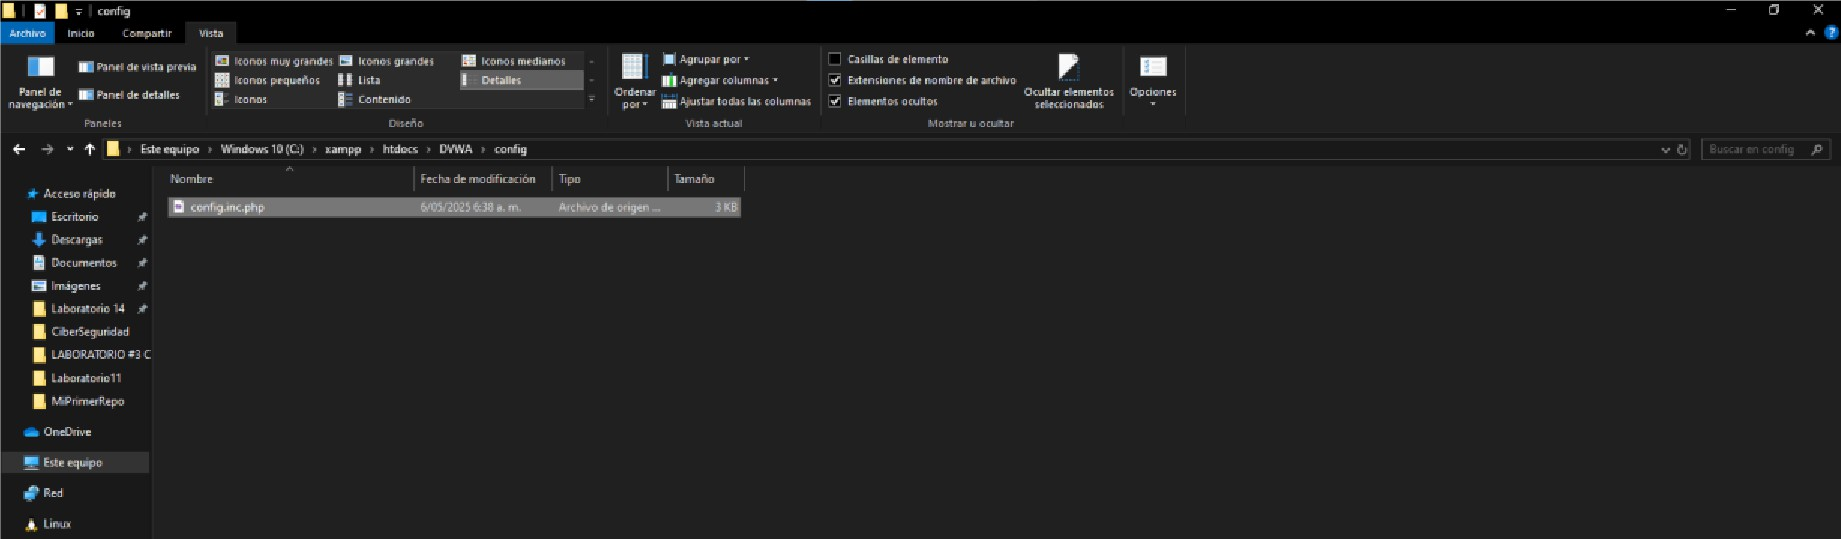 config
Archivo Inicio Compartir Vista
Panel de navegación
Panel de vista previa
Panel de detalles
Paneles
Iconos muy grandes Iconos grandes Iconos medianos
Iconos pequeños Lista Detalles
Iconos Contenido
Diseño
Ordenar por
Agrupar por
Agregar columnas
Ajustar todas las columnas
Vista actual
Casillas de elemento
Extensiones de nombre de archivo
Elementos ocultos
Ocultar elementos
seleccionados
Mostrar u ocultar
Opciones
Este equipo > Windows 10 (C:) > xampp > htdocs > DVWA > config
Buscar en config
Nombre Fecha de modificación Tipo Tamaño
config.inc.php 6/05/2025 6:38 a. m. Archivo de origen ... 3 KB
Acceso rápido
Escritorio
Descargas
Documentos
Imágenes
Laboratorio 14
CiberSeguridad
LABORATORIO #3 C
Laboratorio11
MiPrimerRepo
OneDrive
Este equipo
Red
Linux